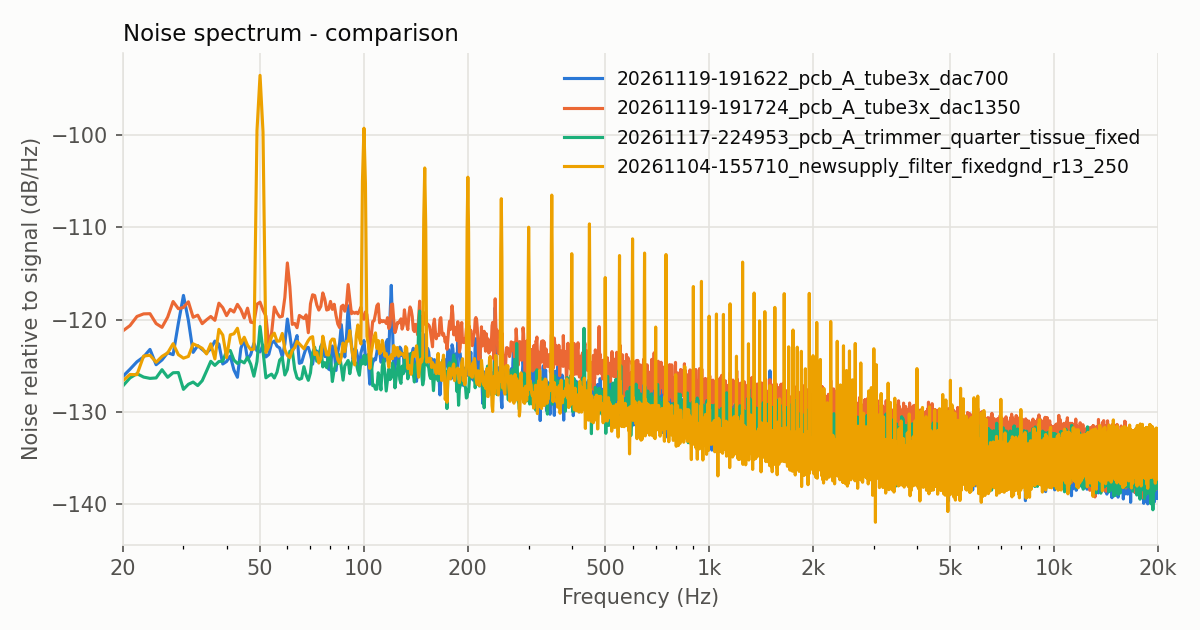 Noise spectrum - comparison
20261119-191622_pcb_A_tube3x_dac700
20261119-191724_pcb_A_tube3x_dac1350
20261117-224953_pcb_A_trimmer_quarter_tissue_fixed
20261104-155710_newsupply_filter_fixedgnd_r13_250
Noise relative to signal (dB/Hz)
−100
−110
−120
−130
−140
20 50 100 200 500 1k 2k 5k 10k 20k
Frequency (Hz)